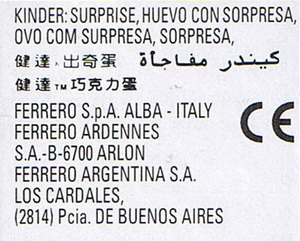 KINDER: SURPRISE, HUEVO CON SORPRESA,
OVO COM SURPRESA, SORPRESA,
健達®出奇蛋 كيندر مفاجأة
健達™巧克力蛋
FERRERO S.p.A. ALBA - ITALY
FERRERO ARDENNES
S.A.-B-6700 ARLON
FERRERO ARGENTINA S.A.
LOS CARDALES,
(2814) Pcia. DE BUENOS AIRES
CE